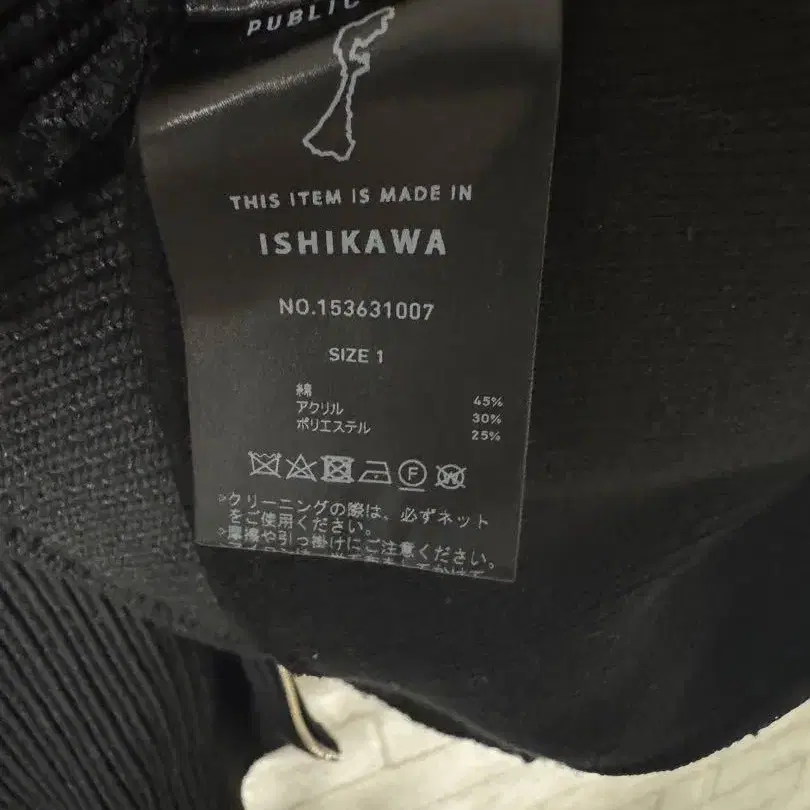 PUBLIC
THIS ITEM IS MADE IN
ISHIKAWA
NO.153631007
SIZE 1
綿 45%
アクリル 30%
ポリエステル 25%
F
W
>クリーニングの際は、必ずネット
をご使用ください。
>摩擦や引っ掛けにご注意ください。